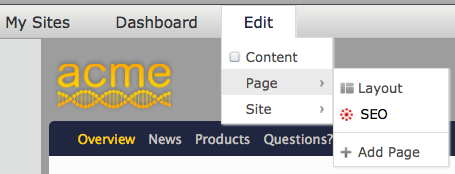 My Sites Dashboard Edit
Content
Page
Site
Layout
SEO
Add Page
acme
Overview News Products Questions?